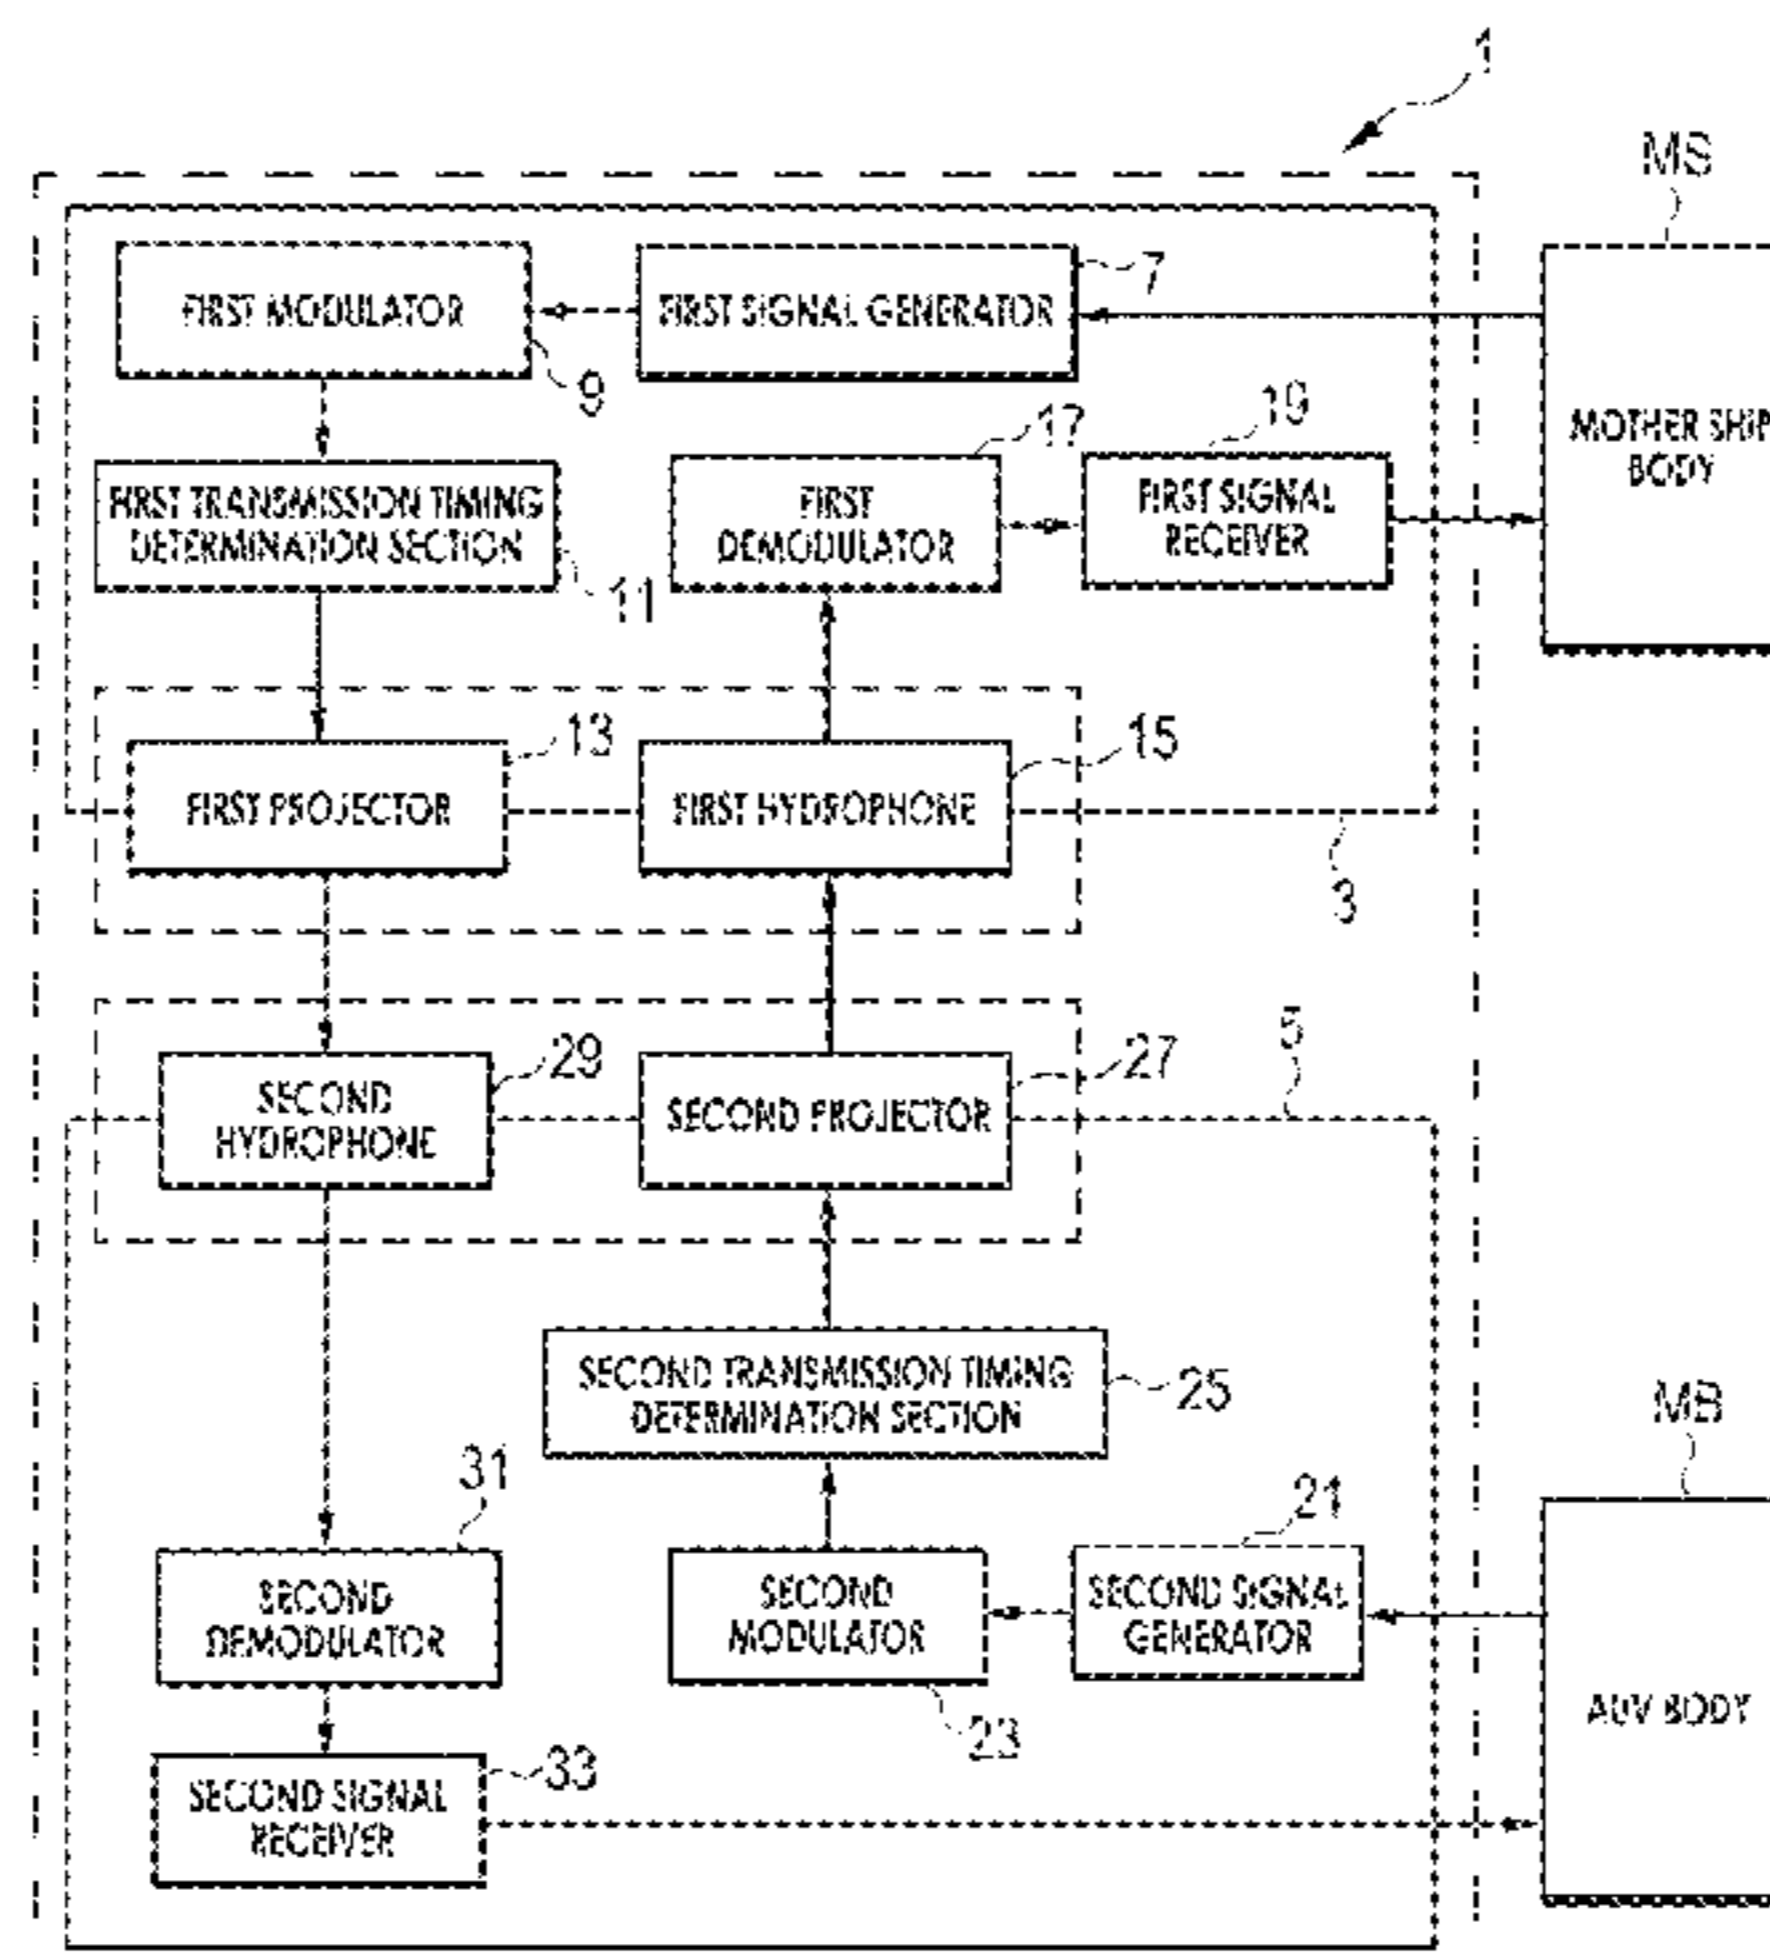 1
MS
FIRST MODULATOR
FIRST SIGNAL GENERATOR
7
9
MOTHER SHIP
BODY
FIRST TRANSMISSION TIMING
DETERMINATION SECTION
11
FIRST
DEMODULATOR
17
FIRST SIGNAL
RECEIVER
19
FIRST PROJECTOR
13
FIRST HYDROPHONE
15
3
SECOND
HYDROPHONE
29
SECOND PROJECTOR
27
5
SECOND TRANSMISSION TIMING
DETERMINATION SECTION
25
MB
31
SECOND
DEMODULATOR
SECOND
MODULATOR
23
21
SECOND SIGNAL
GENERATOR
AUV BODY
SECOND SIGNAL
RECEIVER
33